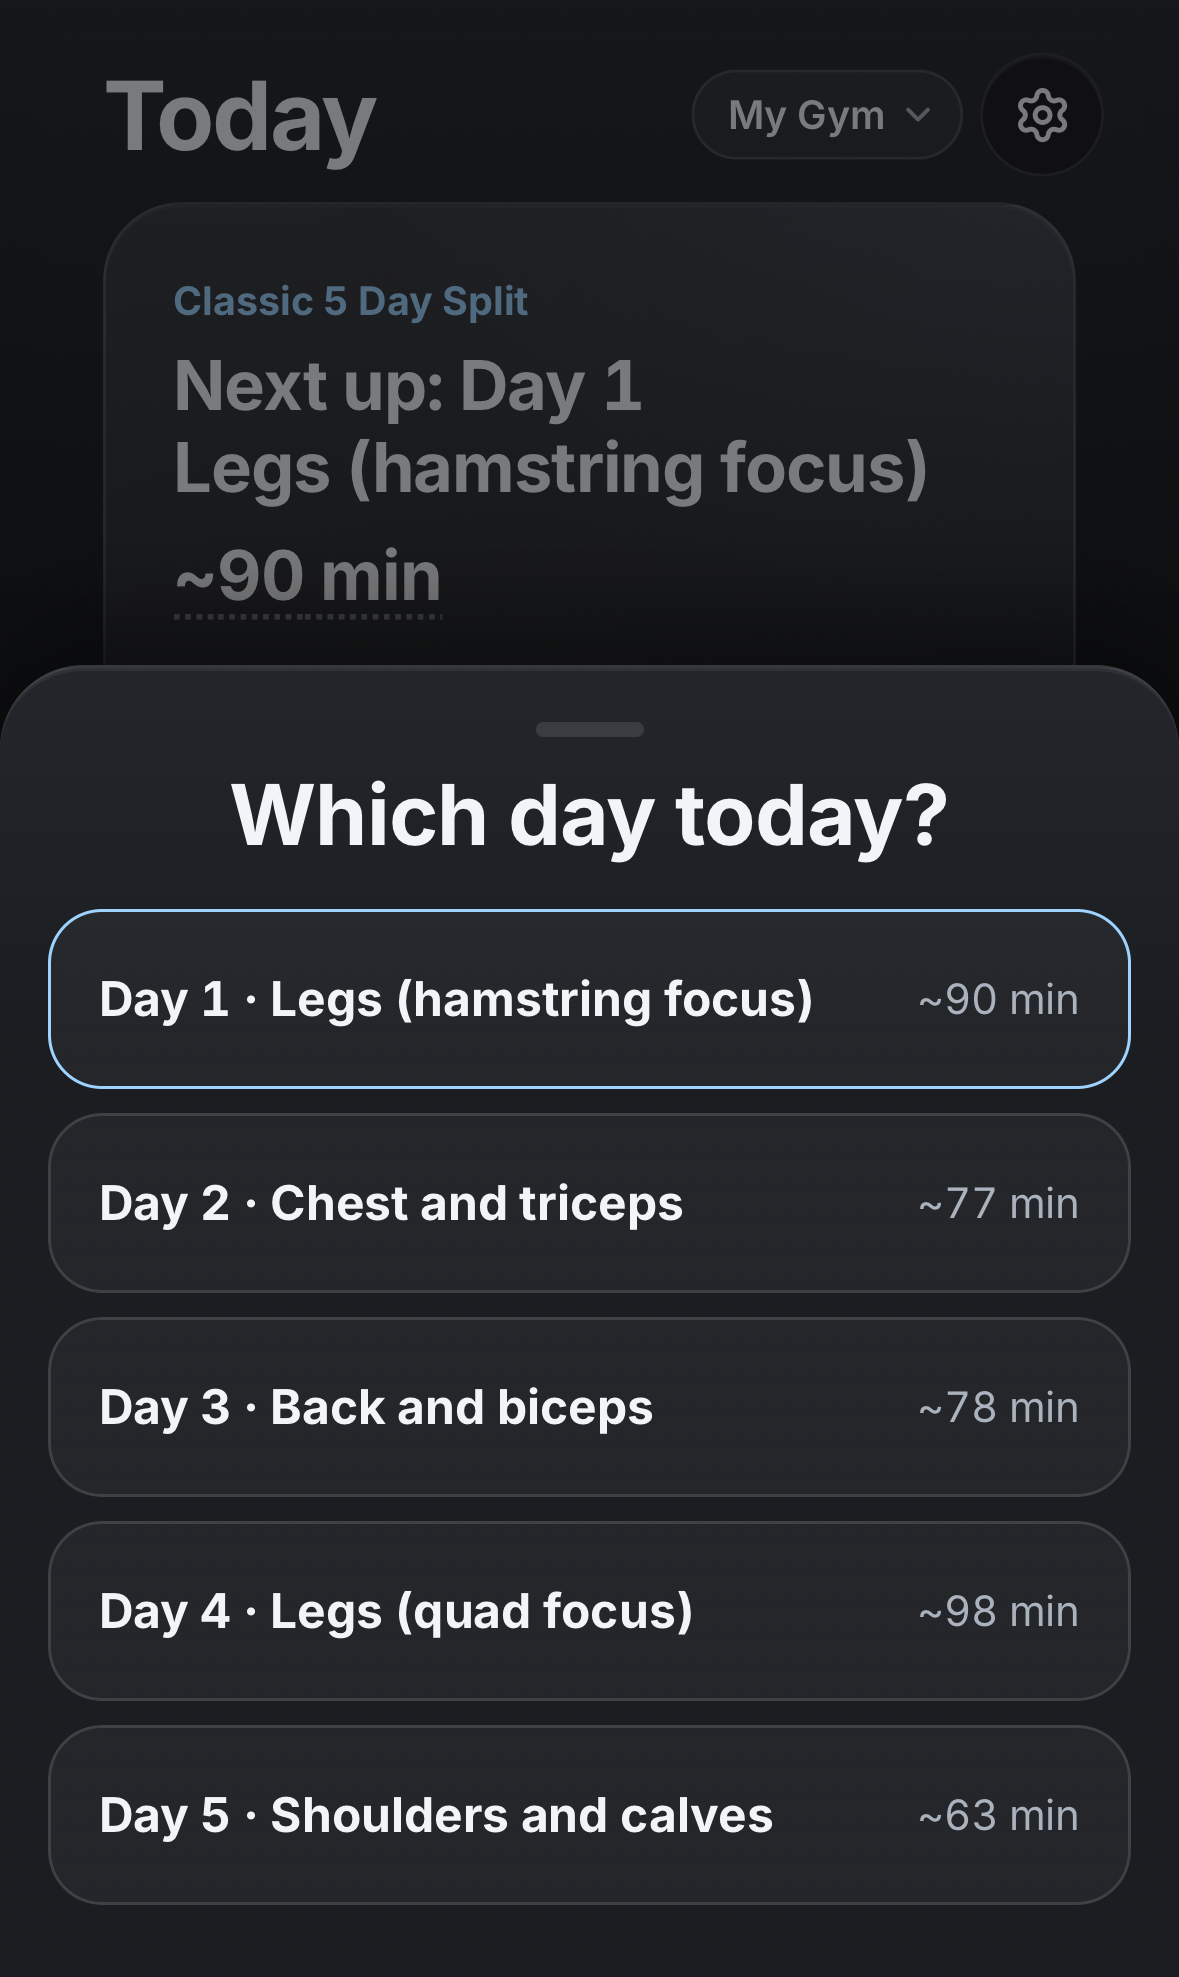 Today
My Gym
Classic 5 Day Split
Next up: Day 1
Legs (hamstring focus)
~90 min
Which day today?
Day 1 · Legs (hamstring focus) ~90 min
Day 2 · Chest and triceps ~77 min
Day 3 · Back and biceps ~78 min
Day 4 · Legs (quad focus) ~98 min
Day 5 · Shoulders and calves ~63 min